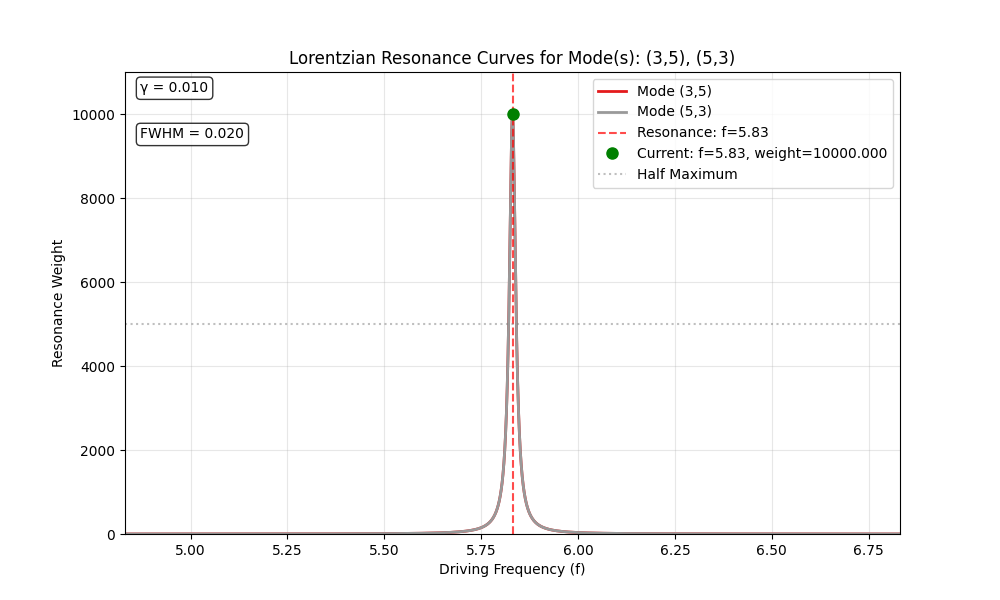 Lorentzian Resonance Curves for Mode(s): (3,5), (5,3)
γ = 0.010
FWHM = 0.020
Mode (3,5)
Mode (5,3)
Resonance: f=5.83
Current: f=5.83, weight=10000.000
Half Maximum
Resonance Weight
10000
8000
6000
4000
2000
0
5.00 5.25 5.50 5.75 6.00 6.25 6.50 6.75
Driving Frequency (f)